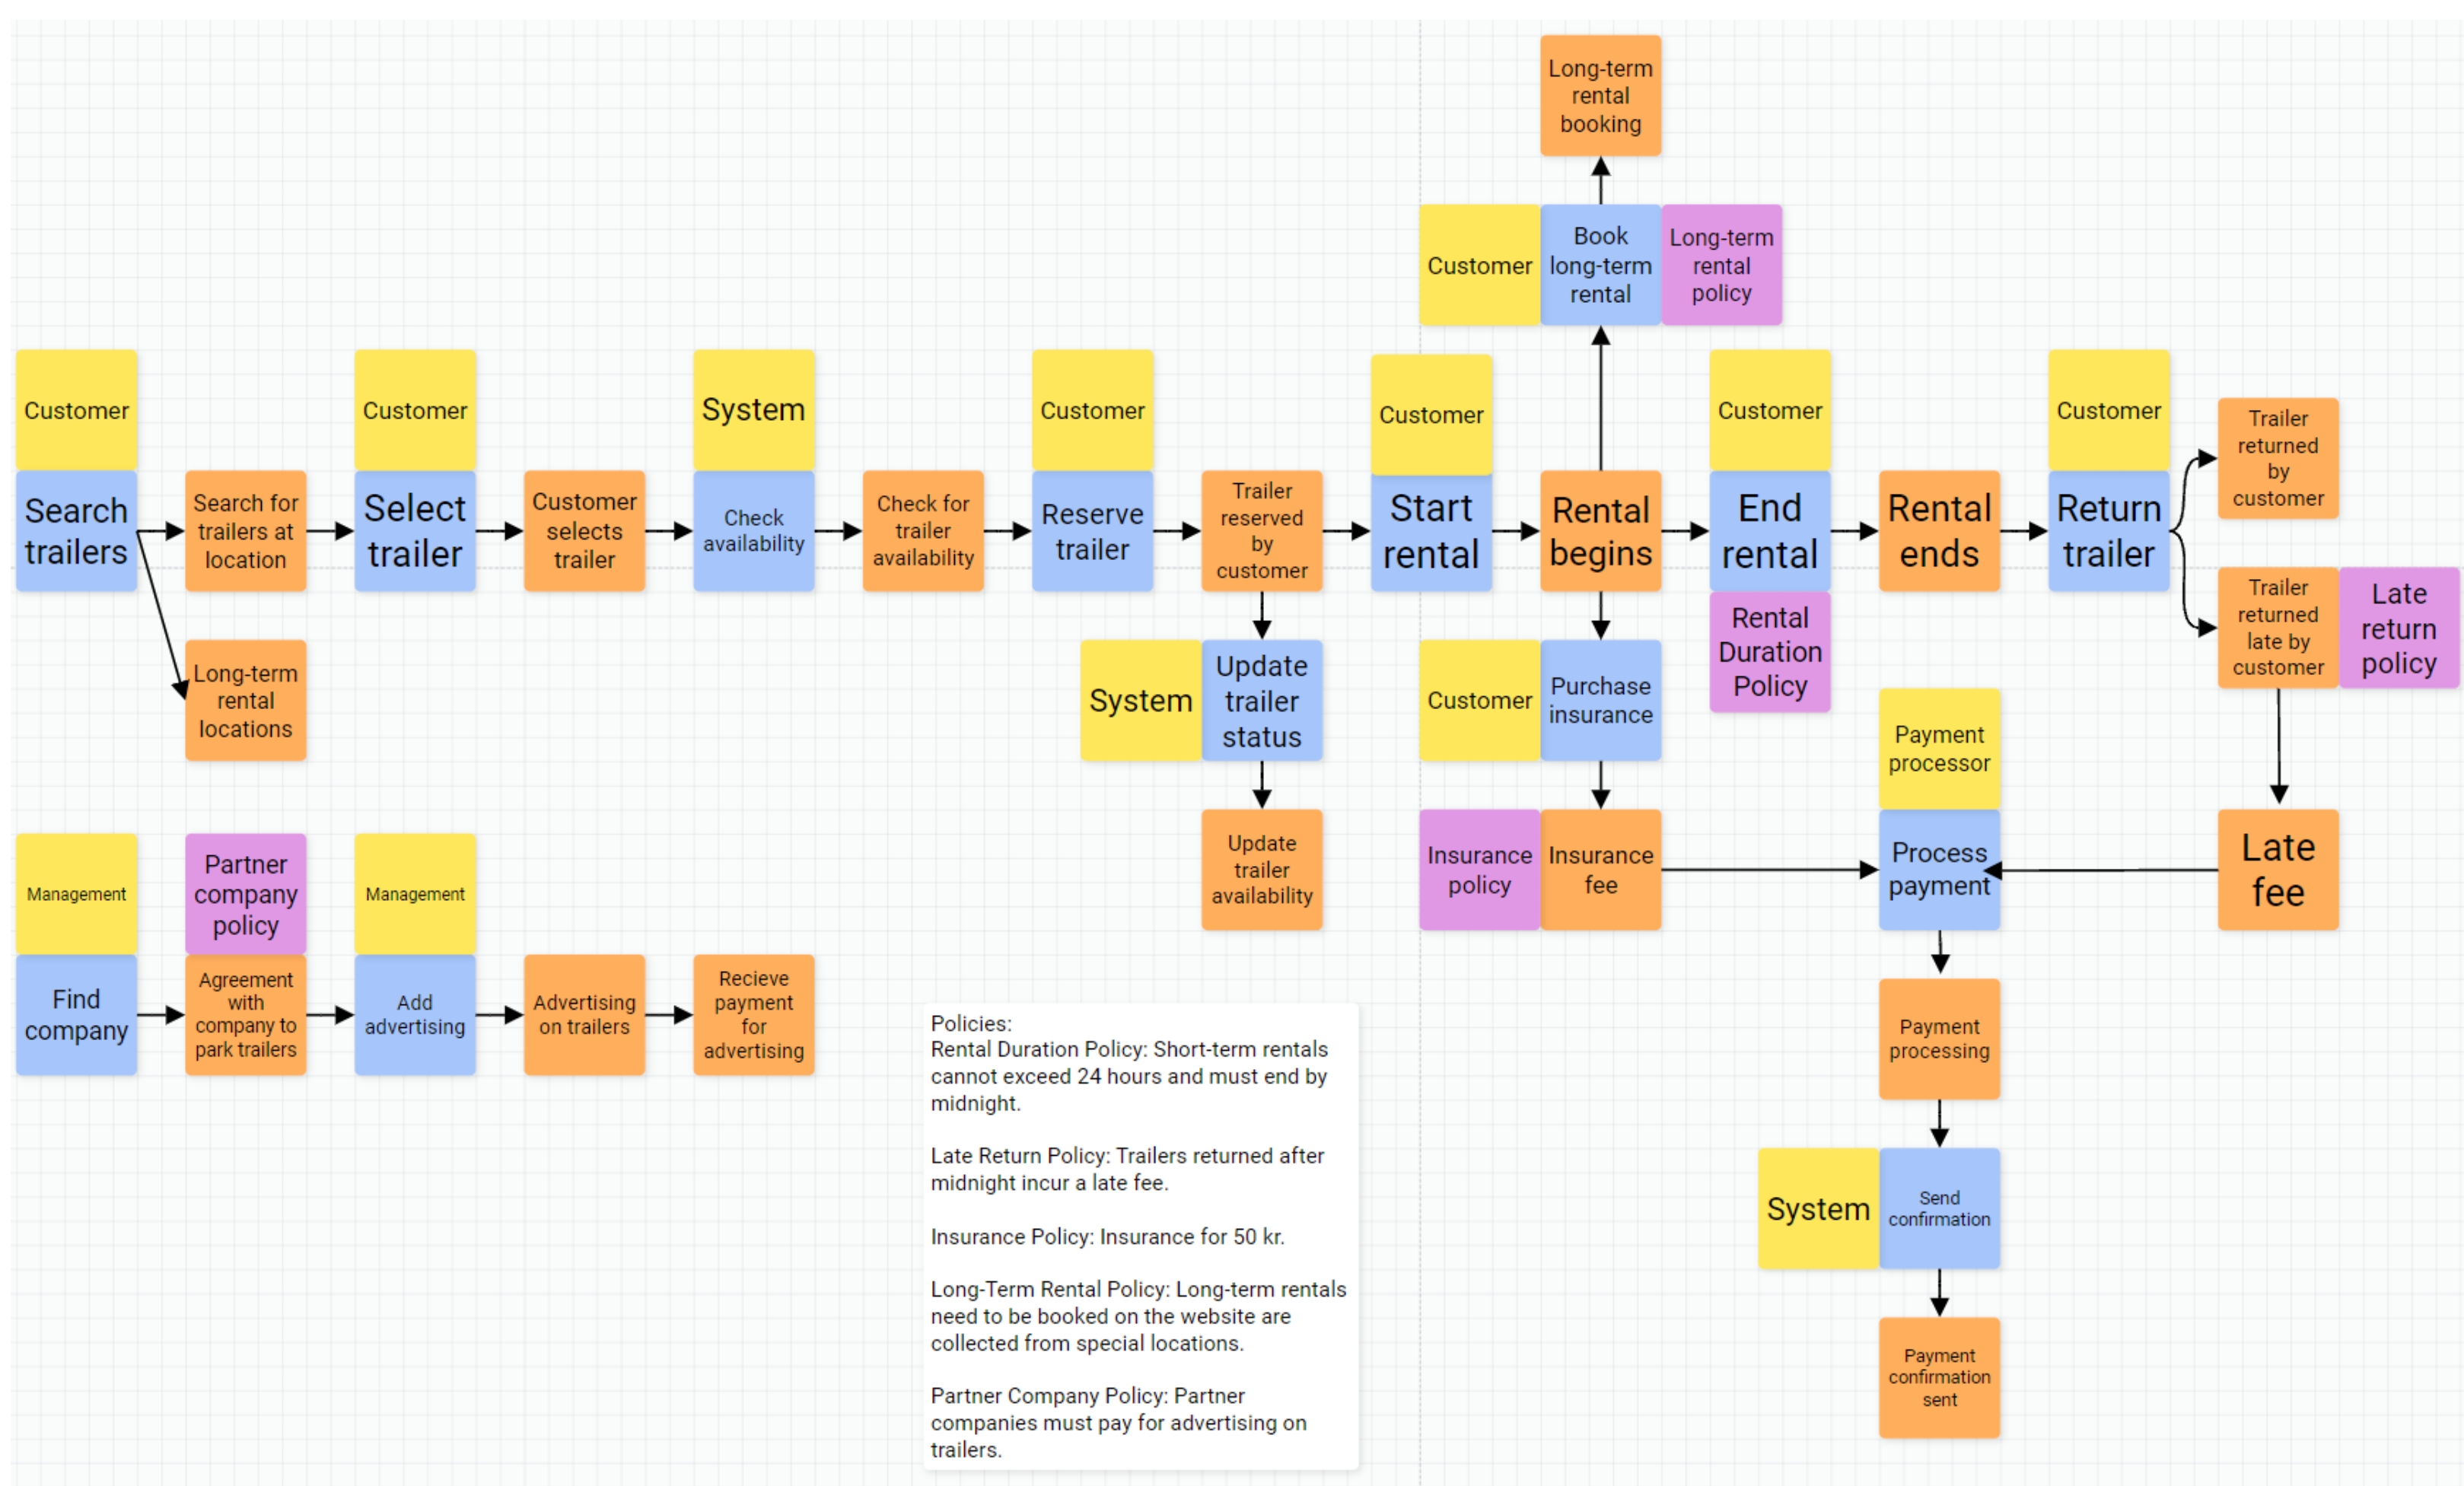 Long-term
rental
booking
Customer
Book
long-term
rental
Long-term
rental
policy
Customer
Customer
System
Customer
Customer
Customer
Customer
Search
trailers
Search for
trailers at
location
Select
trailer
Customer
selects
trailer
Check
availability
Check for
trailer
availability
Reserve
trailer
Trailer
reserved
by
customer
Start
rental
Rental
begins
End
rental
Rental
ends
Return
trailer
Trailer
returned
by
customer
Long-term
rental
locations
System
Update
trailer
status
Customer
Purchase
insurance
Rental
Duration
Policy
Trailer
returned
late by
customer
Late
return
policy
Payment
processor
Update
trailer
availability
Insurance
policy
Insurance
fee
Process
payment
Late
fee
Management
Partner
company
policy
Management
Find
company
Agreement
with
company to
park trailers
Add
advertising
Advertising
on trailers
Recieve
payment
for
advertising
Policies:
Rental Duration Policy: Short-term rentals
cannot exceed 24 hours and must end by
midnight.
Late Return Policy: Trailers returned after
midnight incur a late fee.
Insurance Policy: Insurance for 50 kr.
Long-Term Rental Policy: Long-term rentals
need to be booked on the website are
collected from special locations.
Partner Company Policy: Partner
companies must pay for advertising on
trailers.
Payment
processing
System
Send
confirmation
Payment
confirmation
sent